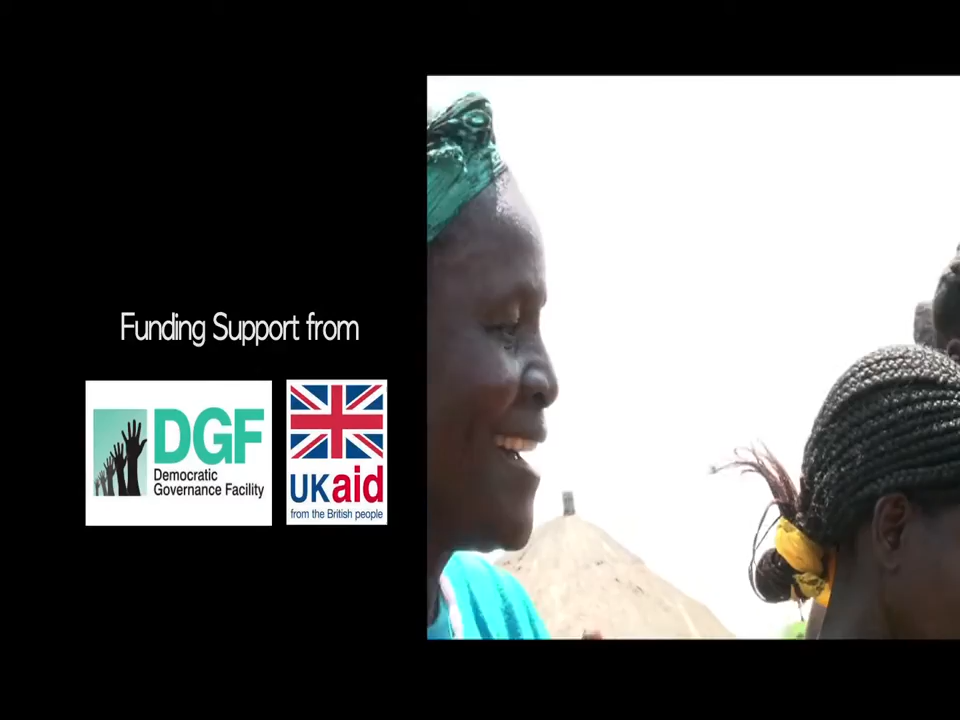 Funding Support from
DGF
Democratic
Governance Facility
UKaid
from the British people